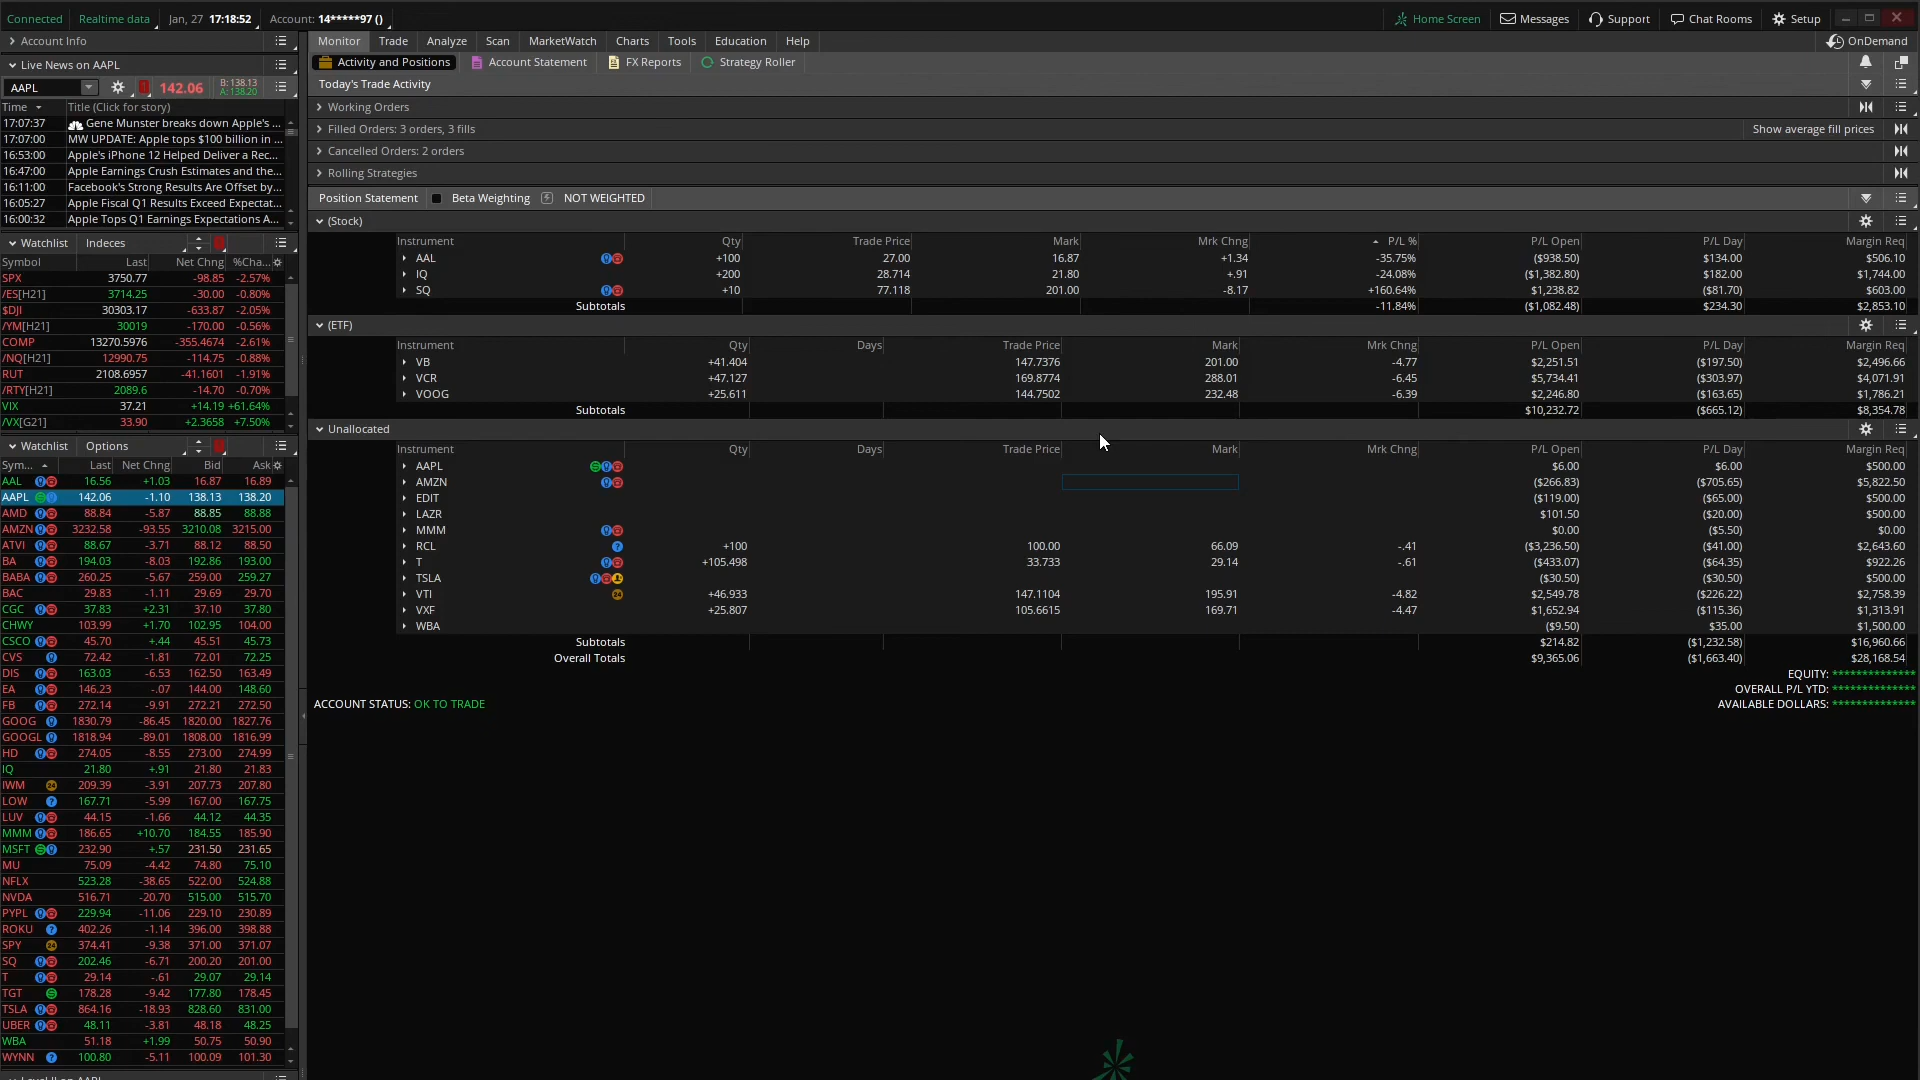 Connected Realtime data Jan, 27 17:18:52 Account: 14*****97 () Home Screen Messages Support Chat Rooms Setup
Account Info
Live News on AAPL
AAPL 142.06 B: 138.13 A: 138.20
Time Title (Click for story)
17:07:37 Gene Munster breaks down Apple's ...
17:07:00 MW UPDATE: Apple tops $100 billion in ...
16:53:00 Apple's iPhone 12 Helped Deliver a Rec...
16:47:00 Apple Earnings Crush Estimates and the...
16:11:00 Facebook's Strong Results Are Offset by...
16:05:27 Apple Fiscal Q1 Results Exceed Expectat...
16:00:32 Apple Tops Q1 Earnings Expectations A...
Watchlist Indeces
Symbol Last Net Chng %Cha...
SPX 3750.77 -98.85 -2.57%
/ES[H21] 3714.25 -30.00 -0.80%
$DJI 30303.17 -633.87 -2.05%
/YM[H21] 30019 -170.00 -0.56%
COMP 13270.5976 -355.4674 -2.61%
/NQ[H21] 12990.75 -114.75 -0.88%
RUT 2108.6957 -41.1601 -1.91%
/RTY[H21] 2089.6 -14.70 -0.70%
VIX 37.21 +14.19 +61.64%
/VX[G21] 33.90 +2.3658 +7.50%
Watchlist Options
Sym... Last Net Chng Bid Ask
AAL 16.56 +1.03 16.87 16.89
AAPL 142.06 -1.10 138.13 138.20
AMD 88.84 -5.87 88.85 88.88
AMZN 3232.58 -93.55 3210.08 3215.00
ATVI 88.67 -3.71 88.12 88.50
BA 194.03 -8.03 192.86 193.00
BABA 260.25 -5.67 259.00 259.27
BAC 29.83 -1.11 29.69 29.70
CGC 37.83 +2.31 37.10 37.80
CHWY 103.99 +1.70 102.95 104.00
CSCO 45.70 +.44 45.51 45.73
CVS 72.42 -1.81 72.01 72.25
DIS 163.03 -6.53 162.50 163.49
EA 146.23 -.07 144.00 148.60
FB 272.14 -9.91 272.21 272.50
GOOG 1830.79 -86.45 1820.00 1827.76
GOOGL 1818.94 -89.01 1808.00 1816.99
HD 274.05 -8.55 273.00 274.99
IQ 21.80 +.91 21.80 21.83
IWM 209.39 -3.91 207.73 207.80
LOW 167.71 -5.99 167.00 167.75
LUV 44.15 -1.66 44.12 44.35
MMM 186.65 +10.70 184.55 185.90
MSFT 232.90 +.57 231.50 231.65
MU 75.09 -4.42 74.80 75.10
NFLX 523.28 -38.65 522.00 524.88
NVDA 516.71 -20.70 515.00 515.70
PYPL 229.94 -11.06 229.10 230.89
ROKU 402.26 -1.14 396.00 398.88
SPY 374.41 -9.38 371.00 371.07
SQ 202.46 -6.71 200.20 201.00
T 29.14 -.61 29.07 29.14
TGT 178.28 -9.42 177.80 178.45
TSLA 864.16 -18.93 828.60 831.00
UBER 48.11 -3.81 48.18 48.25
WBA 51.18 +1.99 50.75 50.90
WYNN 100.80 -5.11 100.09 101.30
Monitor Trade Analyze Scan MarketWatch Charts Tools Education Help OnDemand
Activity and Positions Account Statement FX Reports Strategy Roller
Today's Trade Activity
Working Orders
Filled Orders: 3 orders, 3 fills Show average fill prices
Cancelled Orders: 2 orders
Rolling Strategies
Position Statement Beta Weighting NOT WEIGHTED
(Stock)
Instrument Qty Trade Price Mark Mrk Chng P/L % P/L Open P/L Day Margin Req
AAL +100 27.00 16.87 +1.34 -35.75% ($938.50) $134.00 $506.10
IQ +200 28.714 21.80 +.91 -24.08% ($1,382.80) $182.00 $1,744.00
SQ +10 77.118 201.00 -8.17 +160.64% $1,238.82 ($81.70) $603.00
Subtotals -11.84% ($1,082.48) $234.30 $2,853.10
(ETF)
Instrument Qty Days Trade Price Mark Mrk Chng P/L Open P/L Day Margin Req
VB +41.404 147.7376 201.00 -4.77 $2,251.51 ($197.50) $2,496.66
VCR +47.127 169.8774 288.01 -6.45 $5,734.41 ($303.97) $4,071.91
VOOG +25.611 144.7502 232.48 -6.39 $2,246.80 ($163.65) $1,786.21
Subtotals $10,232.72 ($665.12) $8,354.78
Unallocated
Instrument Qty Days Trade Price Mark Mrk Chng P/L Open P/L Day Margin Req
AAPL $6.00 $6.00 $500.00
AMZN ($266.83) ($705.65) $5,822.50
EDIT ($119.00) ($65.00) $500.00
LAZR $101.50 ($20.00) $500.00
MMM $0.00 ($5.50) $0.00
RCL +100 100.00 66.09 -.41 ($3,236.50) ($41.00) $2,643.60
T +105.498 33.733 29.14 -.61 ($433.07) ($64.35) $922.26
TSLA ($30.50) ($30.50) $500.00
VTI +46.933 147.1104 195.91 -4.82 $2,549.78 ($226.22) $2,758.39
VXF +25.807 105.6615 169.71 -4.47 $1,652.94 ($115.36) $1,313.91
WBA ($9.50) $35.00 $1,500.00
Subtotals $214.82 ($1,232.58) $16,960.66
Overall Totals $9,365.06 ($1,663.40) $28,168.54
EQUITY: **************
OVERALL P/L YTD: **************
ACCOUNT STATUS: OK TO TRADE AVAILABLE DOLLARS: **************